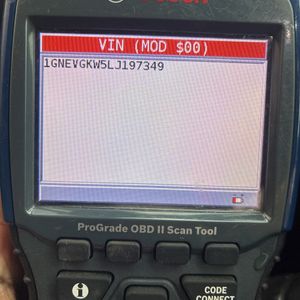 VIN (MOD $00)
1GNEVGKW5LJ197349
ProGrade OBD II Scan Tool
i
CODE
CONNECT